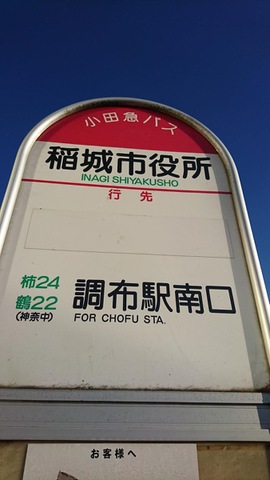 小田急バス
稲城市役所
INAGI SHIYAKUSHO
行先
柿24
鶴22
(神奈中)
調布駅南口
FOR CHOFU STA.
お客様へ